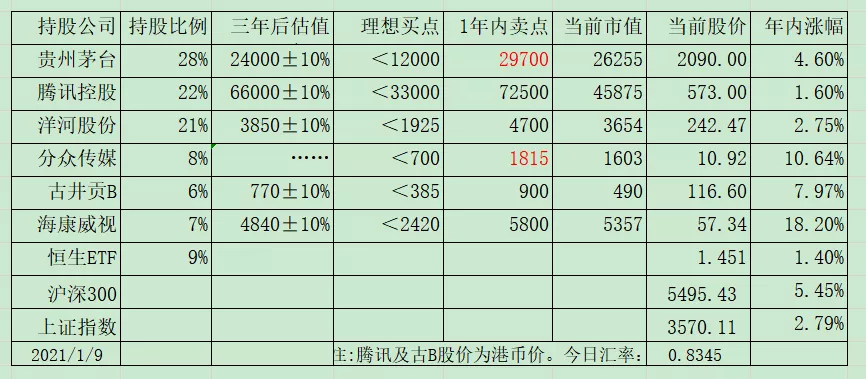 持股公司 持股比例 三年后估值 理想买点 1年内卖点 当前市值 当前股价 年内涨幅
贵州茅台 28% 24000±10% <12000 29700 26255 2090.00 4.60%
腾讯控股 22% 66000±10% <33000 72500 45875 573.00 1.60%
洋河股份 21% 3850±10% <1925 4700 3654 242.47 2.75%
分众传媒 8% …… <700 1815 1603 10.92 10.64%
古井贡B 6% 770±10% <385 900 490 116.60 7.97%
海康威视 7% 4840±10% <2420 5800 5357 57.34 18.20%
恒生ETF 9% 1.451 1.40%
沪深300 5495.43 5.45%
上证指数 3570.11 2.79%
2021/1/9 注:腾讯及古B股价为港币价。今日汇率: 0.8345